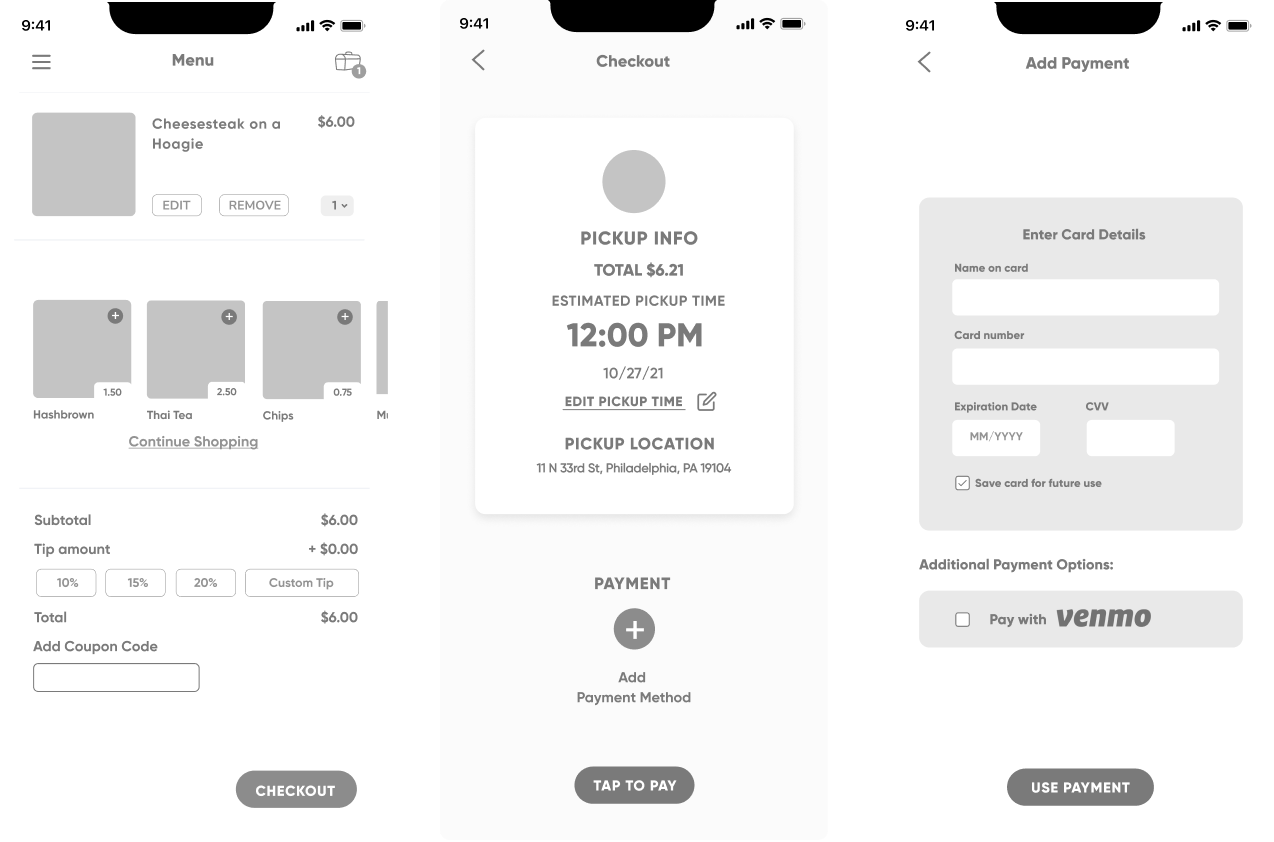 9:41
Menu
1
Cheesesteak on a
Hoagie
$6.00
EDIT
REMOVE
1
1.50
2.50
0.75
Hashbrown
Thai Tea
Chips
Continue Shopping
Subtotal
$6.00
Tip amount
+ $0.00
10%
15%
20%
Custom Tip
Total
$6.00
Add Coupon Code
CHECKOUT
9:41
Checkout
PICKUP INFO
TOTAL $6.21
ESTIMATED PICKUP TIME
12:00 PM
10/27/21
EDIT PICKUP TIME
PICKUP LOCATION
11 N 33rd St, Philadelphia, PA 19104
PAYMENT
Add
Payment Method
TAP TO PAY
9:41
Add Payment
Enter Card Details
Name on card
Card number
Expiration Date
CVV
MM/YYYY
Save card for future use
Additional Payment Options:
Pay with venmo
USE PAYMENT